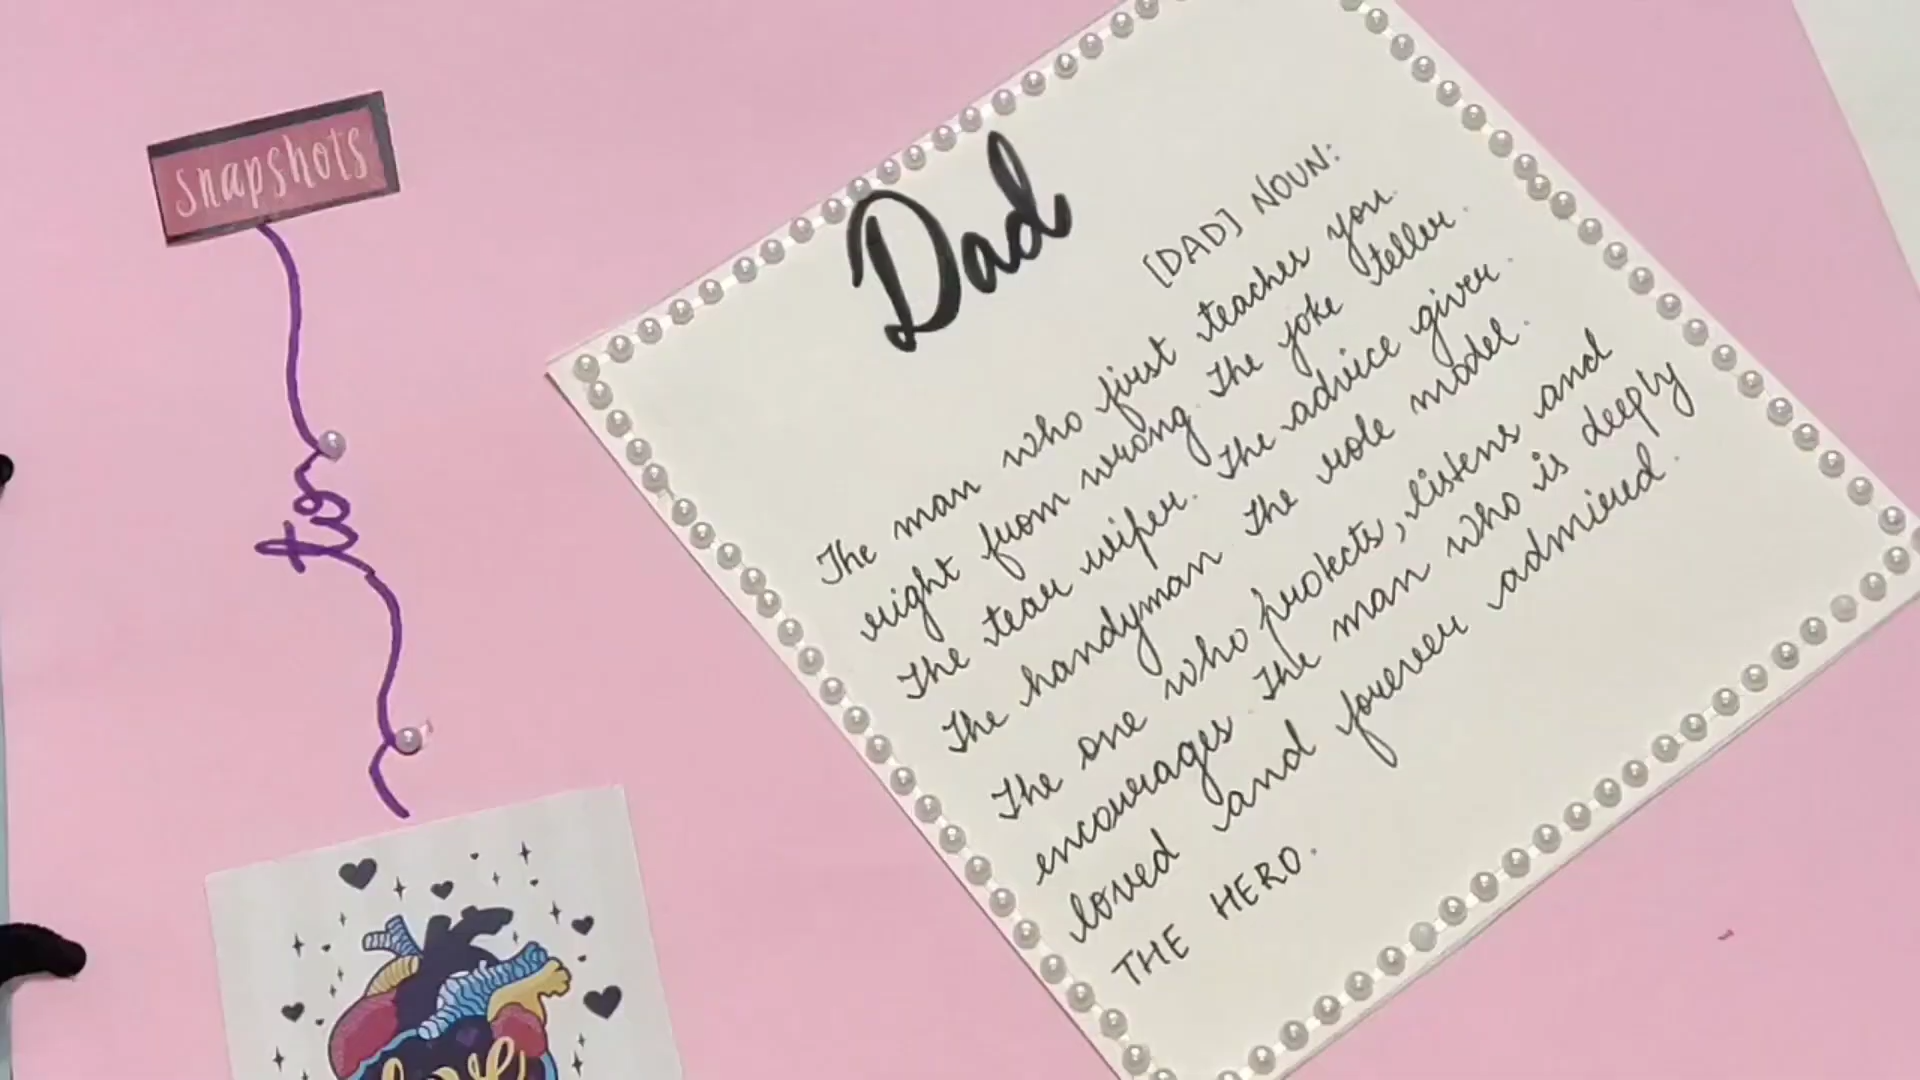 snapshots
to
love
Dad
[DAD] NOUN:
The man who first teaches you
right from wrong. The joke teller.
The tear wiper. The advice giver.
The handyman The role model.
The one who protects, listens and
encourages. The man who is deeply
loved and forever admired.
THE HERO.